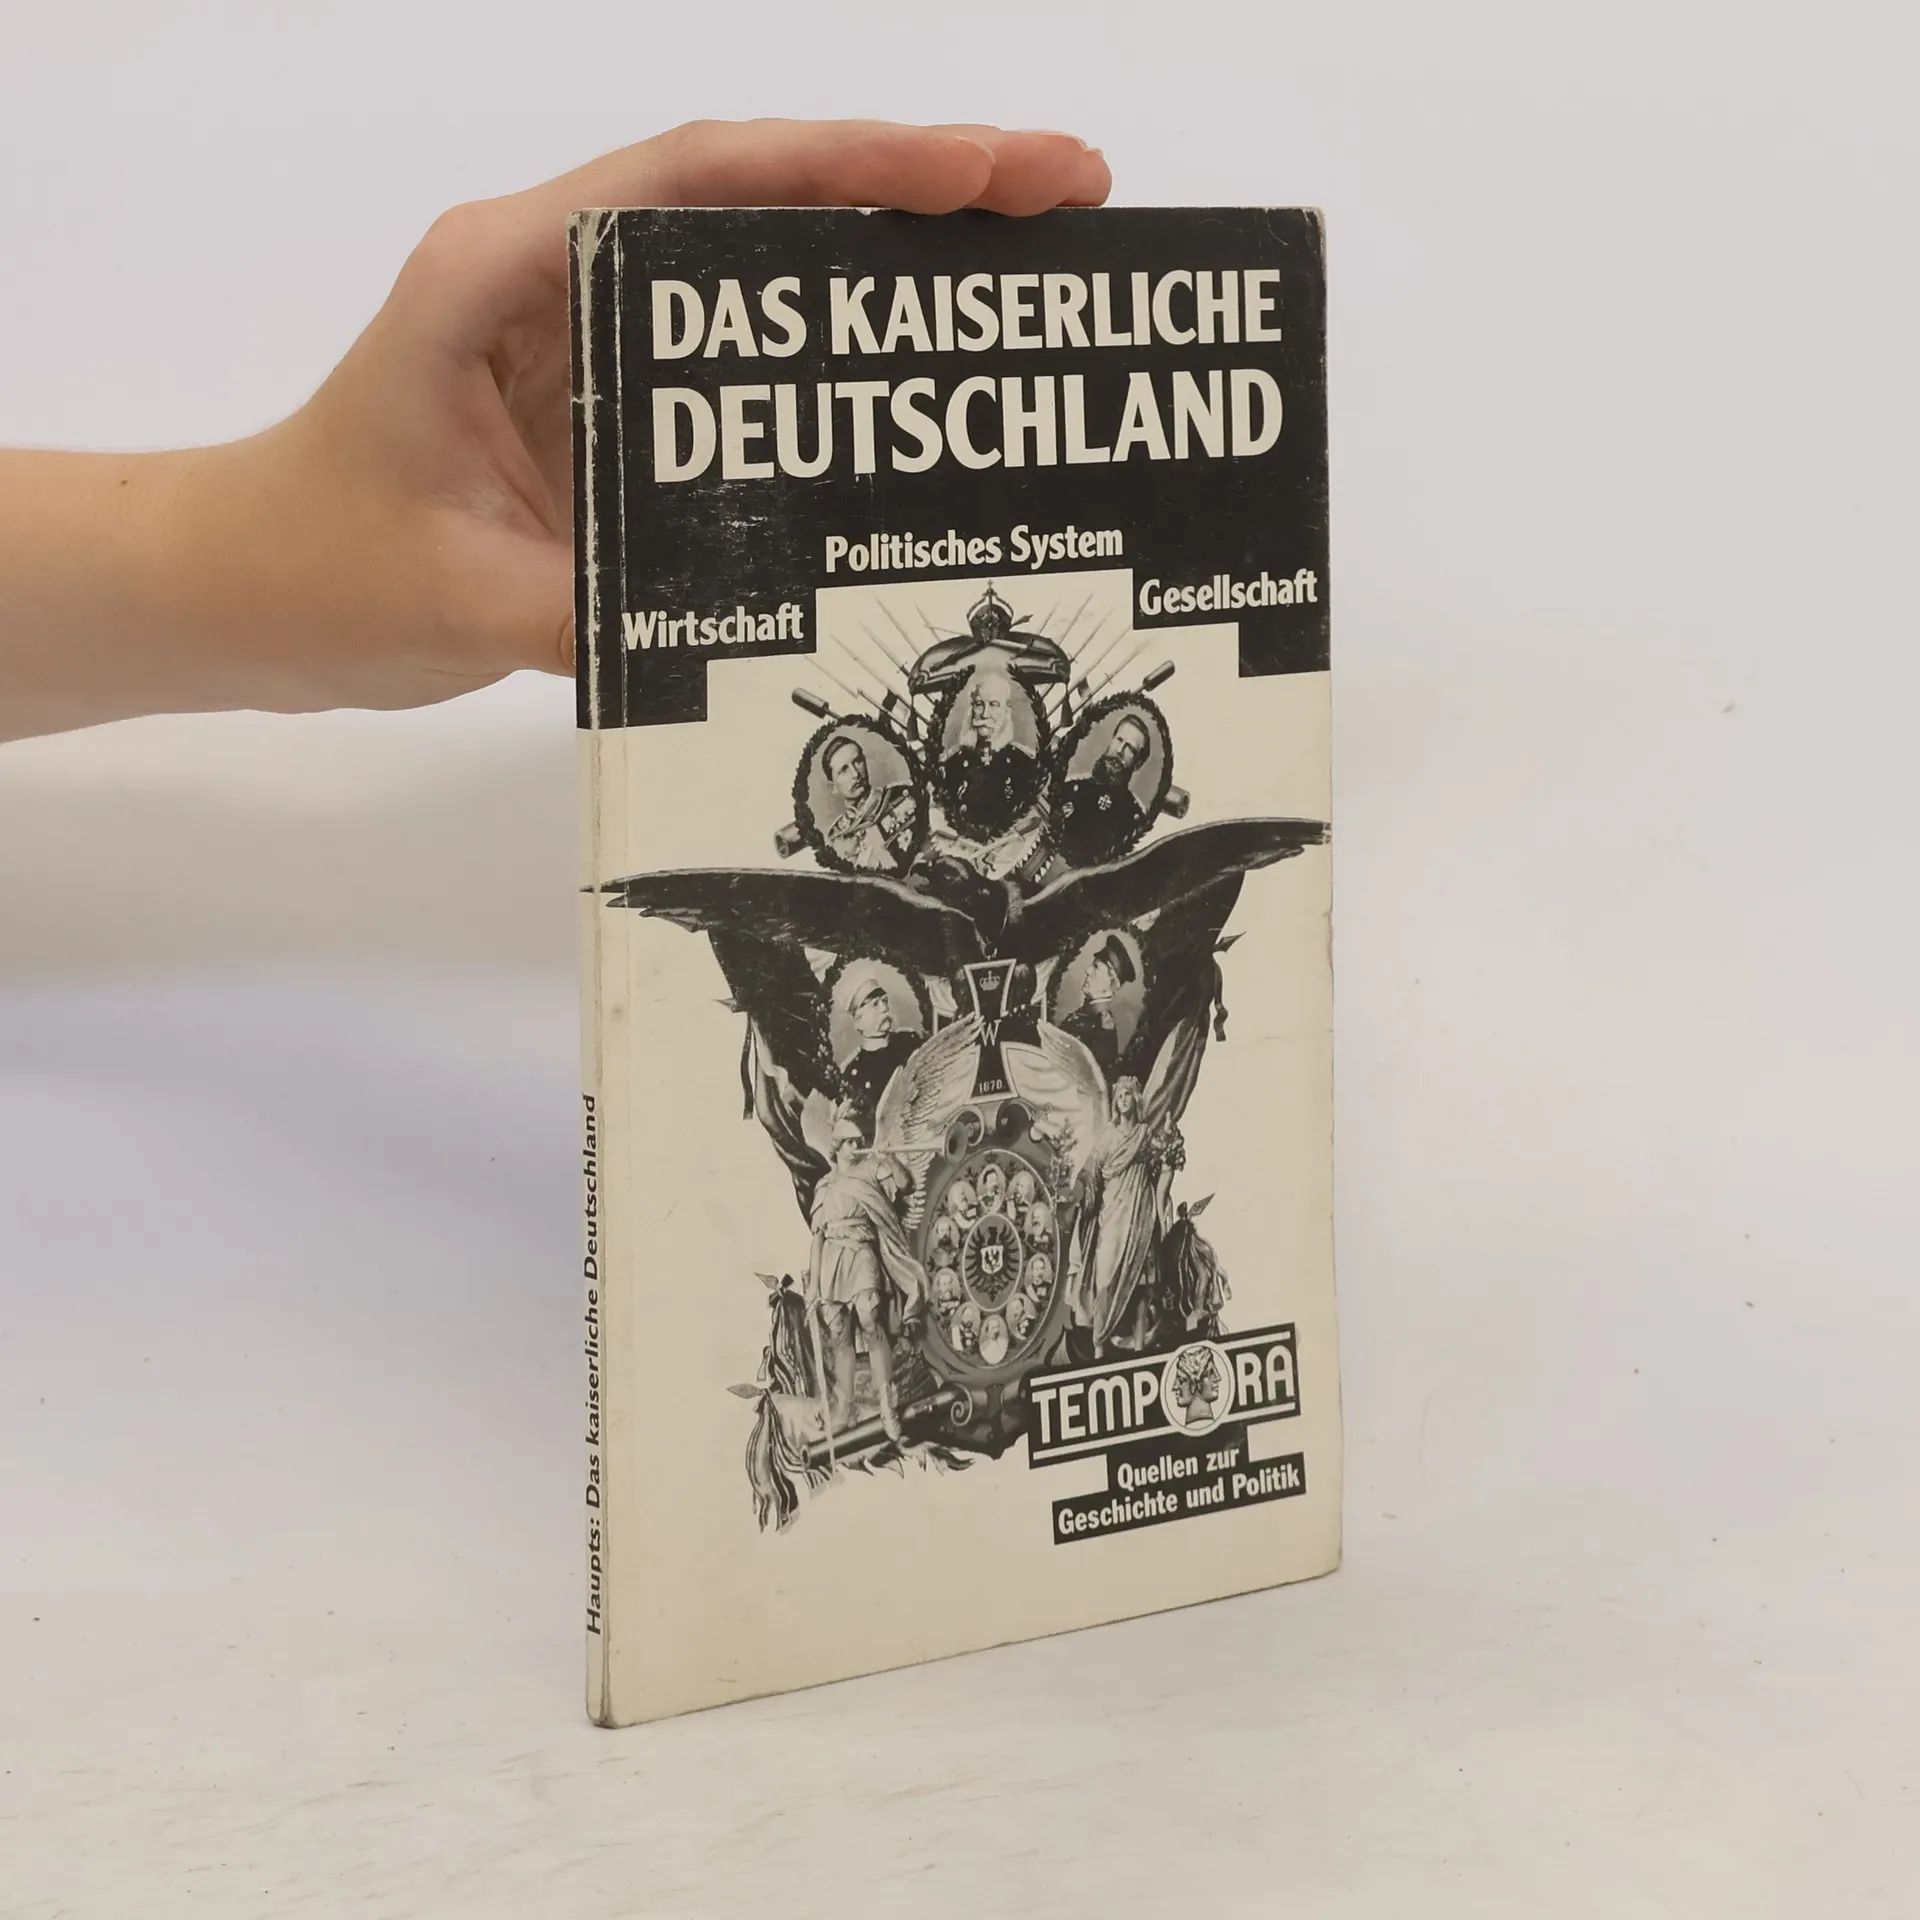 DAS KAISERLICHE
DEUTSCHLAND
Politisches System
Wirtschaft
Gesellschaft
W
1870.
TEMPORA
Quellen zur
Geschichte und Politik
Haupts: Das kaiserliche Deutschland